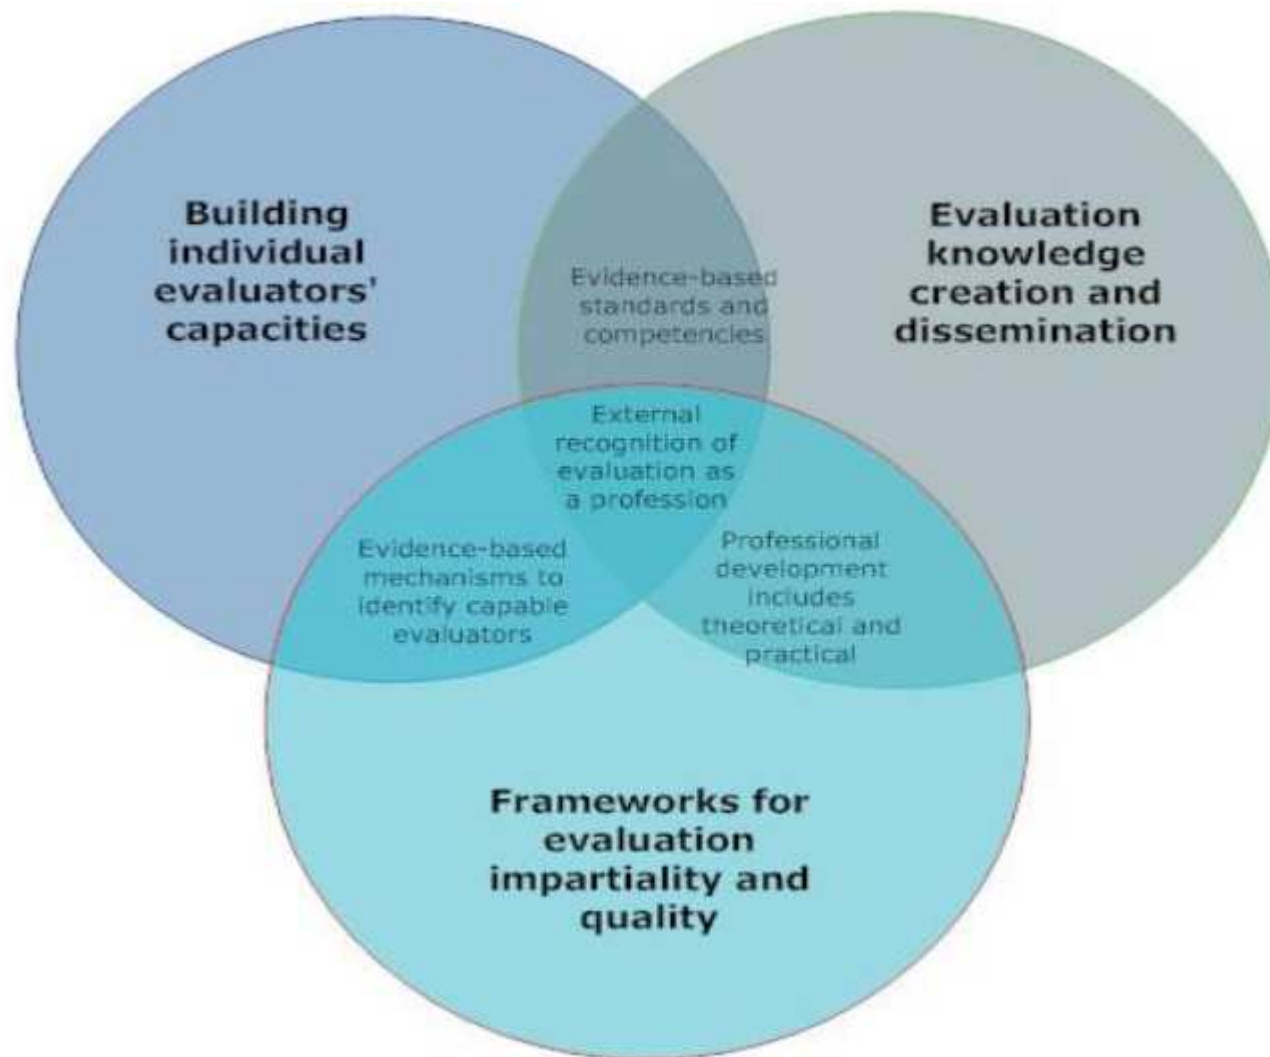 Building
individual
evaluators'
capacities
Evaluation
knowledge
creation and
dissemination
Evidence-based
standards and
competencies
External
recognition of
evaluation as
a profession
Evidence-based
mechanisms to
identify capable
evaluators
Professional
development
includes
theoretical and
practical
Frameworks for
evaluation
impartiality and
quality